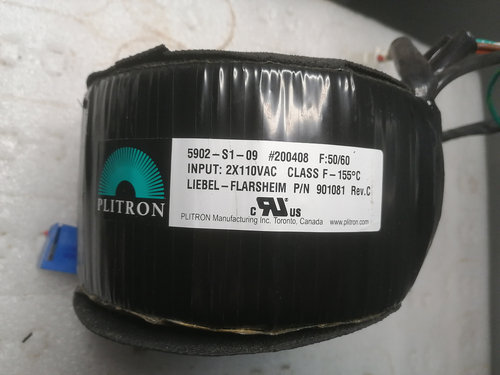 5902-S1-09 #200408 F:50/60
INPUT: 2X110VAC CLASS F-155°C
LIEBEL-FLARSHEIM P/N 901081 Rev.C
PLITRON
C RU US
PLITRON Manufacturing Inc. Toronto, Canada www.plitron.com